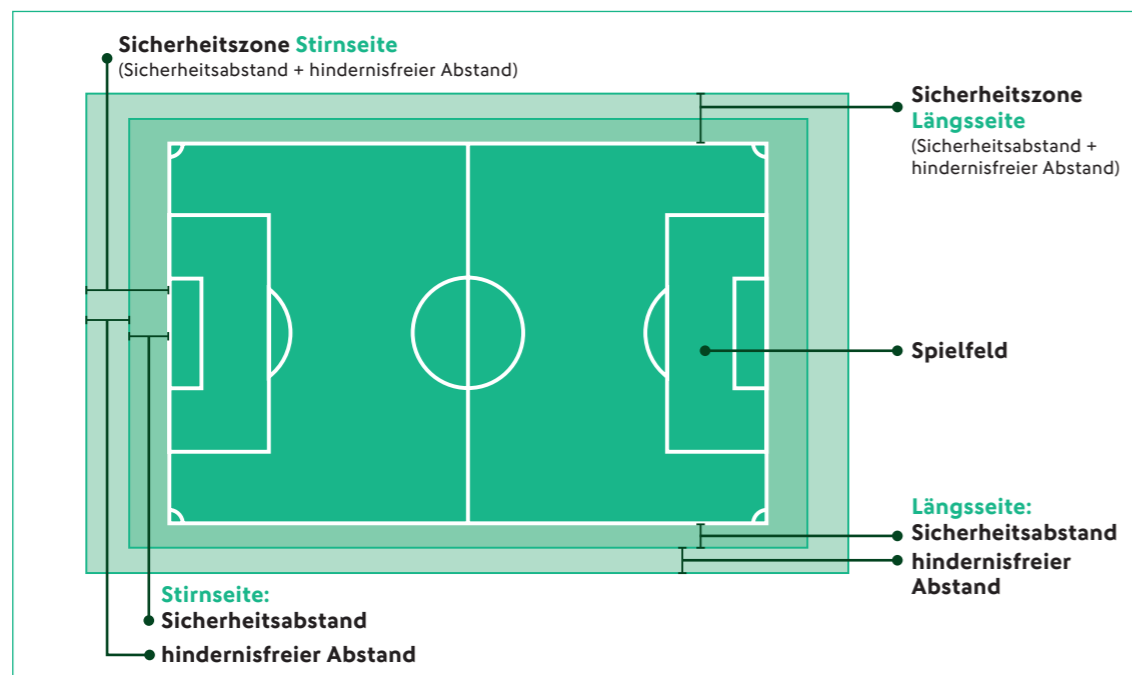 Sicherheitszone Stirnseite
(Sicherheitsabstand + hindernisfreier Abstand)
Sicherheitszone
Längsseite
(Sicherheitsabstand +
hindernisfreier Abstand)
Spielfeld
Längsseite:
Sicherheitsabstand
hindernisfreier
Abstand
Stirnseite:
Sicherheitsabstand
hindernisfreier Abstand